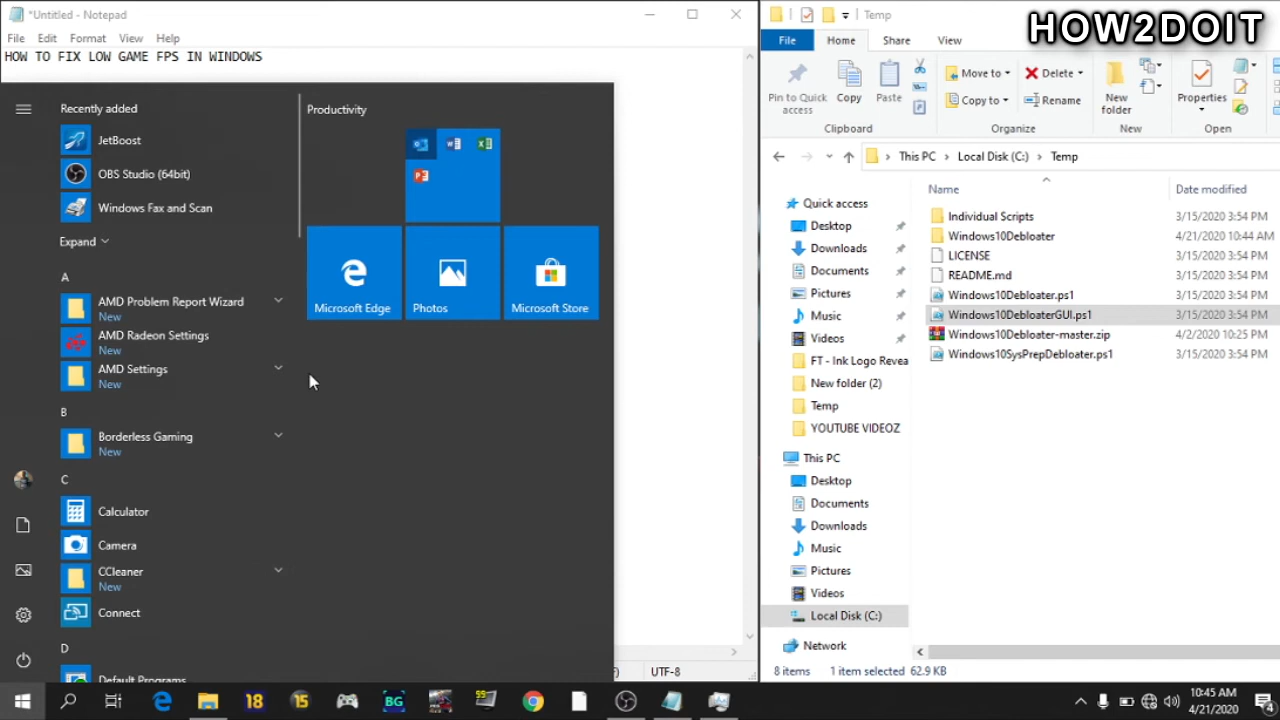 *Untitled - Notepad
File Edit Format View Help
HOW TO FIX LOW GAME FPS IN WINDOWS
Recently added
JetBoost
OBS Studio (64bit)
Windows Fax and Scan
Expand
A
AMD Problem Report Wizard
New
AMD Radeon Settings
New
AMD Settings
New
B
Borderless Gaming
New
C
Calculator
Camera
CCleaner
New
Connect
D
Default Programs
Productivity
Microsoft Edge
Photos
Microsoft Store
UTF-8
Temp
HOW2DOIT
File Home Share View
Pin to Quick access
Copy
Paste
Move to
Copy to
Delete
Rename
New folder
Properties
Clipboard
Organize
New
Open
This PC
Local Disk (C:)
Temp
Name
Date modified
Quick access
Desktop
Downloads
Documents
Pictures
Music
Videos
FT - Ink Logo Revea
New folder (2)
Temp
YOUTUBE VIDEOZ
This PC
Desktop
Documents
Downloads
Music
Pictures
Videos
Local Disk (C:)
Network
Individual Scripts 3/15/2020 3:54 PM
Windows10Debloater 4/21/2020 10:44 AM
LICENSE 3/15/2020 3:54 PM
README.md 3/15/2020 3:54 PM
Windows10Debloater.ps1 3/15/2020 3:54 PM
Windows10DebloaterGUI.ps1 3/15/2020 3:54 PM
Windows10Debloater-master.zip 4/2/2020 10:25 PM
Windows10SysPrepDebloater.ps1 3/15/2020 3:54 PM
8 items 1 item selected 62.9 KB
18
15
BG
99
10:45 AM
4/21/2020
4